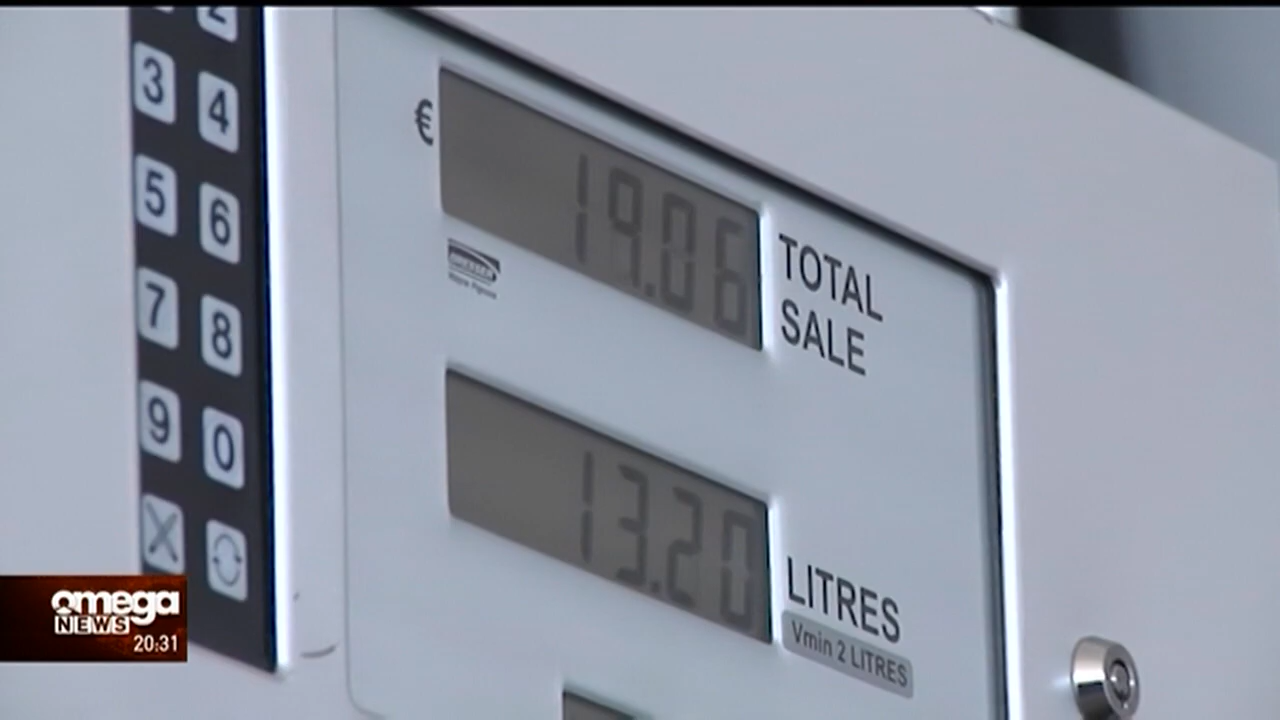 2
3 4
5 6
7 8
9 0
€
19.06
TOTAL
SALE
13.20
LITRES
Vmin 2 LITRES
omega
NEWS
20:31